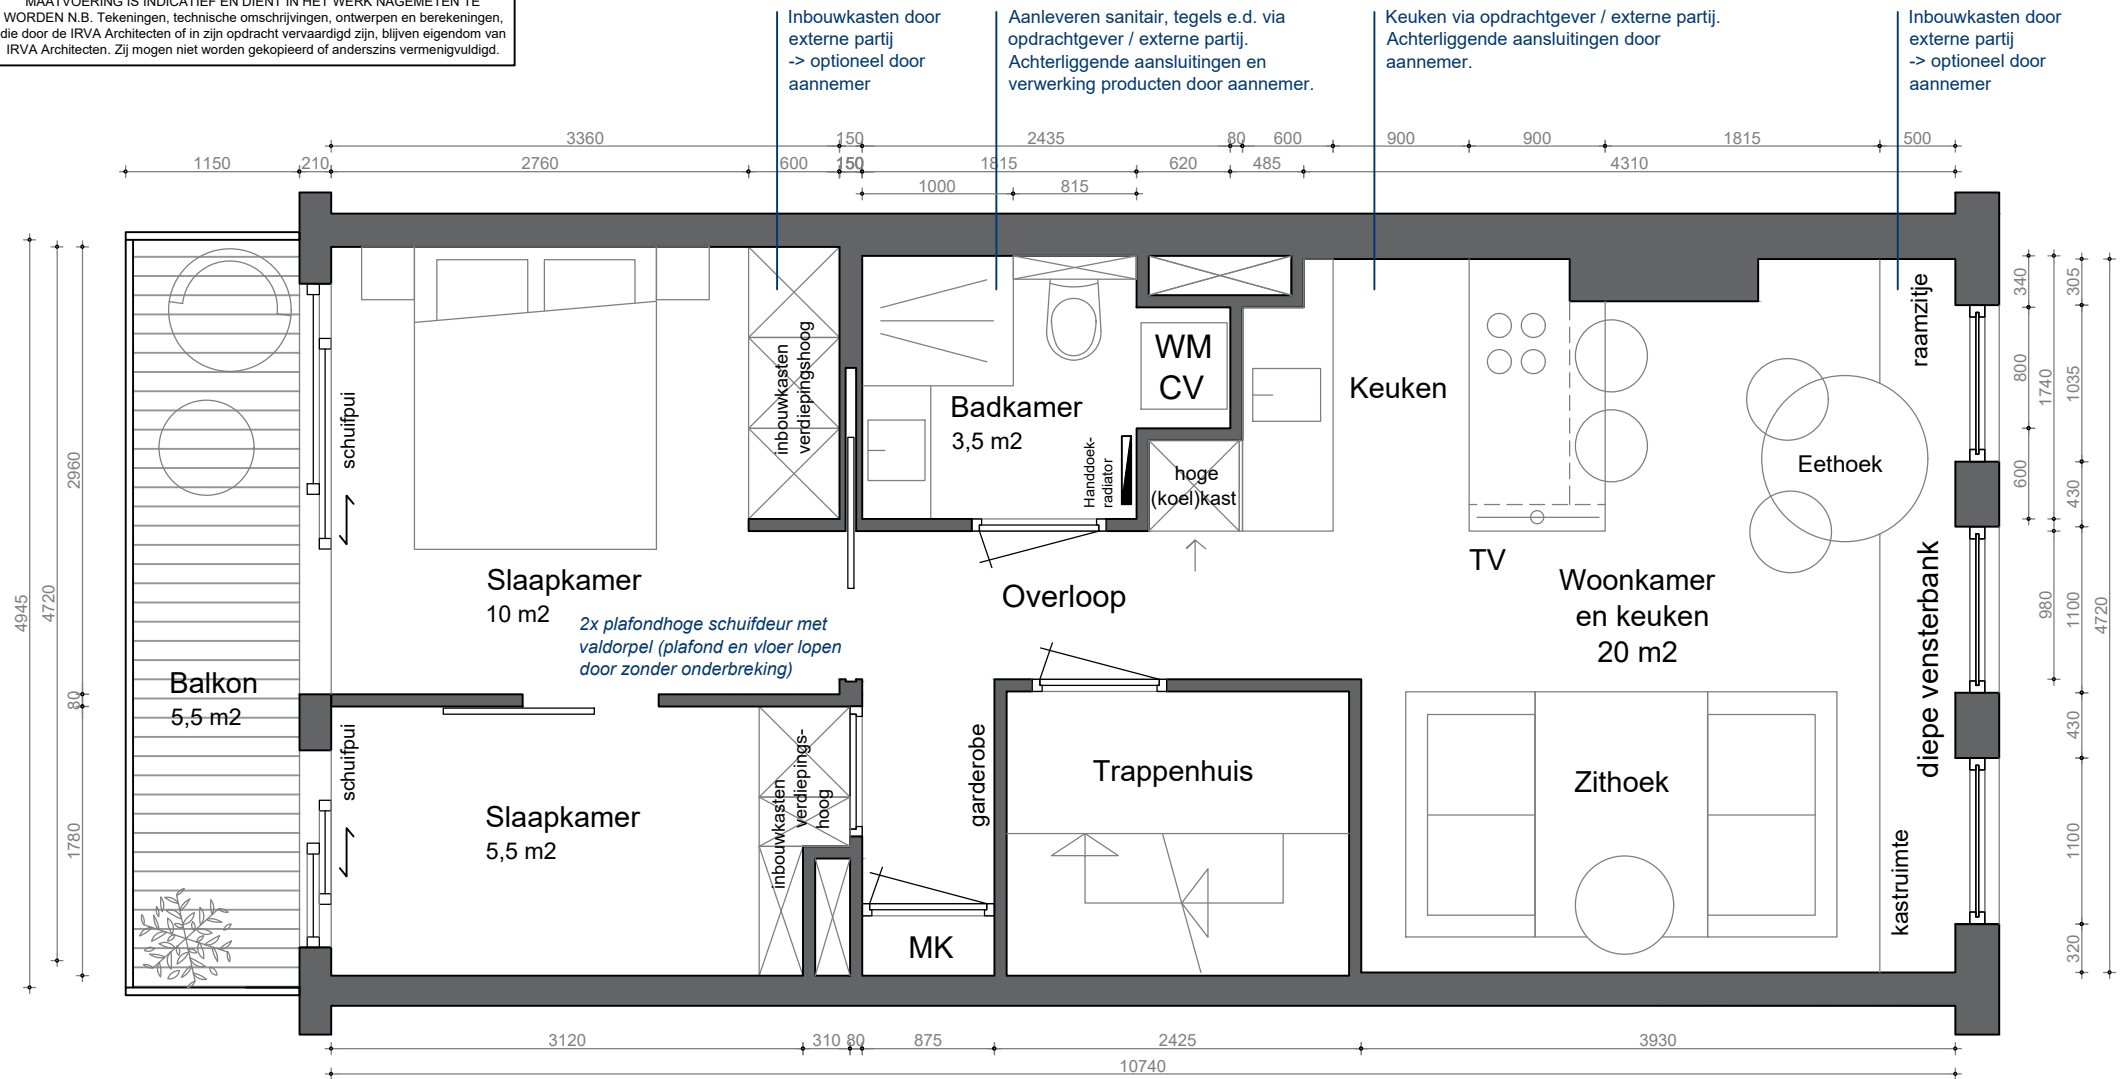 MAATVOERING IS INDICATIEF EN DIENT IN HET WERK NAGEMETEN TE
WORDEN N.B. Tekeningen, technische omschrijvingen, ontwerpen en berekeningen,
die door de IRVA Architecten of in zijn opdracht vervaardigd zijn, blijven eigendom van
IRVA Architecten. Zij mogen niet worden gekopieerd of anderszins vermenigvuldigd.
Inbouwkasten door
externe partij
-> optioneel door
aannemer
Aanleveren sanitair, tegels e.d. via
opdrachtgever / externe partij.
Achterliggende aansluitingen en
verwerking producten door aannemer.
Keuken via opdrachtgever / externe partij.
Achterliggende aansluitingen door
aannemer.
Inbouwkasten door
externe partij
-> optioneel door
aannemer
3360 150 2435 80 600 900 900 1815 500
1150 210 2760 600 150 1815 620 485 4310
1000 815
4945
4720
2960
80
1780
schuifpui
inbouwkasten
verdiepingshoog
Badkamer
3,5 m2
WM
CV
Handdoek-
radiator
hoge
(koel)kast
Keuken
Eethoek
raamzitje
TV
Slaapkamer
10 m2
2x plafondhoge schuifdeur met
valdorpel (plafond en vloer lopen
door zonder onderbreking)
Overloop
Woonkamer
en keuken
20 m2
diepe vensterbank
Balkon
5,5 m2
schuifpui
Slaapkamer
5,5 m2
inbouwkasten
verdiepings-
hoog
garderobe
MK
Trappenhuis
Zithoek
kastruimte
340
800
600
1740
980
305
1035
430
1100
430
1100
320
4720
3120 310 80 875 2425 3930
10740